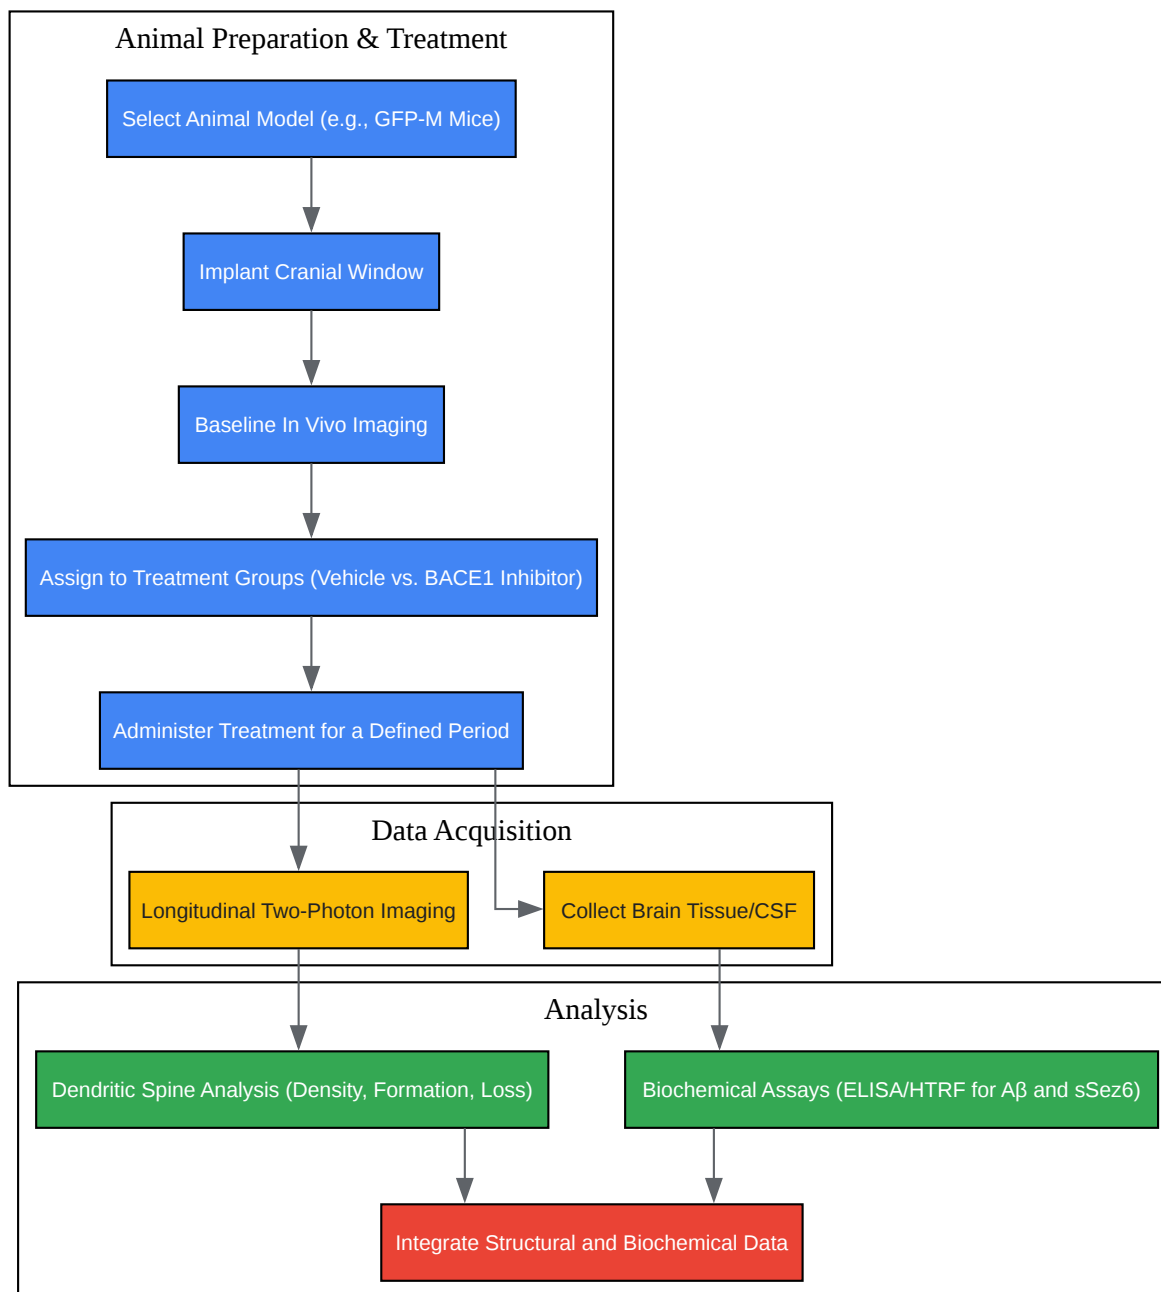 Animal Preparation & Treatment
Select Animal Model (e.g., GFP-M Mice)
Implant Cranial Window
Baseline In Vivo Imaging
Assign to Treatment Groups (Vehicle vs. BACE1 Inhibitor)
Administer Treatment for a Defined Period
Data Acquisition
Longitudinal Two-Photon Imaging
Collect Brain Tissue/CSF
Analysis
Dendritic Spine Analysis (Density, Formation, Loss)
Biochemical Assays (ELISA/HTRF for Aβ and sSez6)
Integrate Structural and Biochemical Data